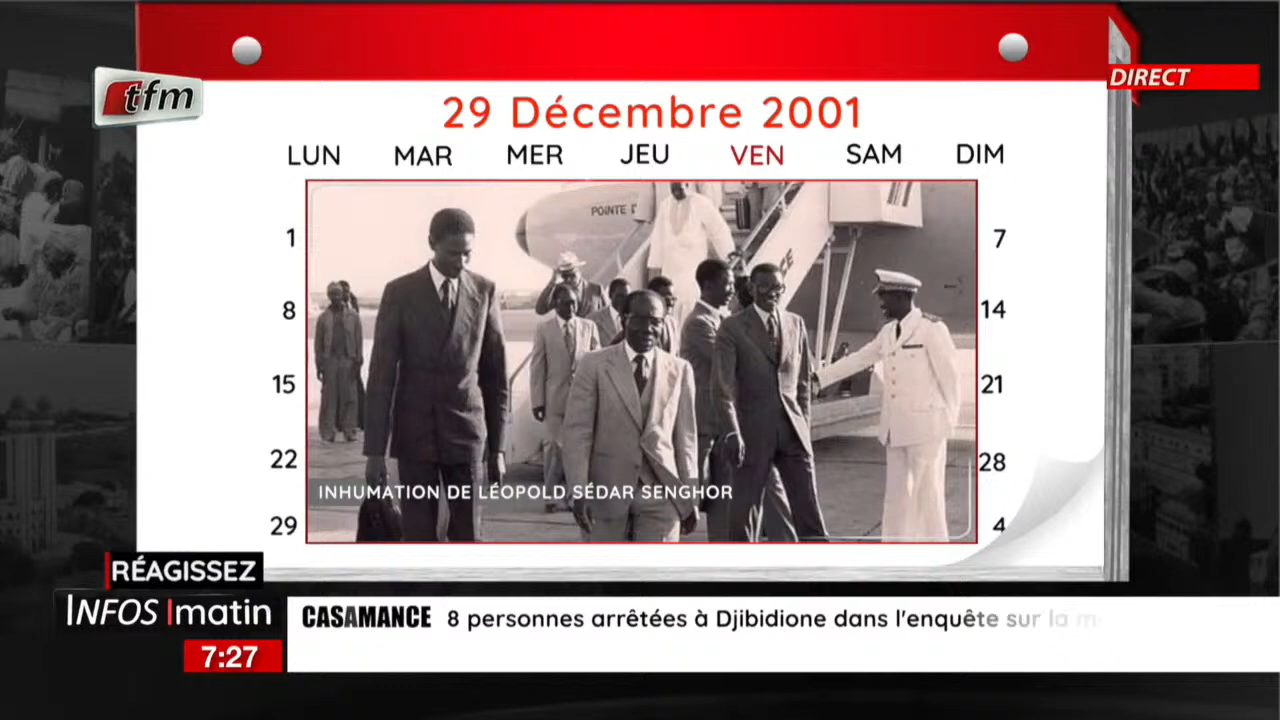 tfm
DIRECT
29 Décembre 2001
LUN MAR MER JEU VEN SAM DIM
POINTE
1 7
8 14
15 21
22 28
29 4
INHUMATION DE LÉOPOLD SÉDAR SENGHOR
RÉAGISSEZ
INFOS matin
7:27
CASAMANCE 8 personnes arrêtées à Djibidione dans l'enquête sur la